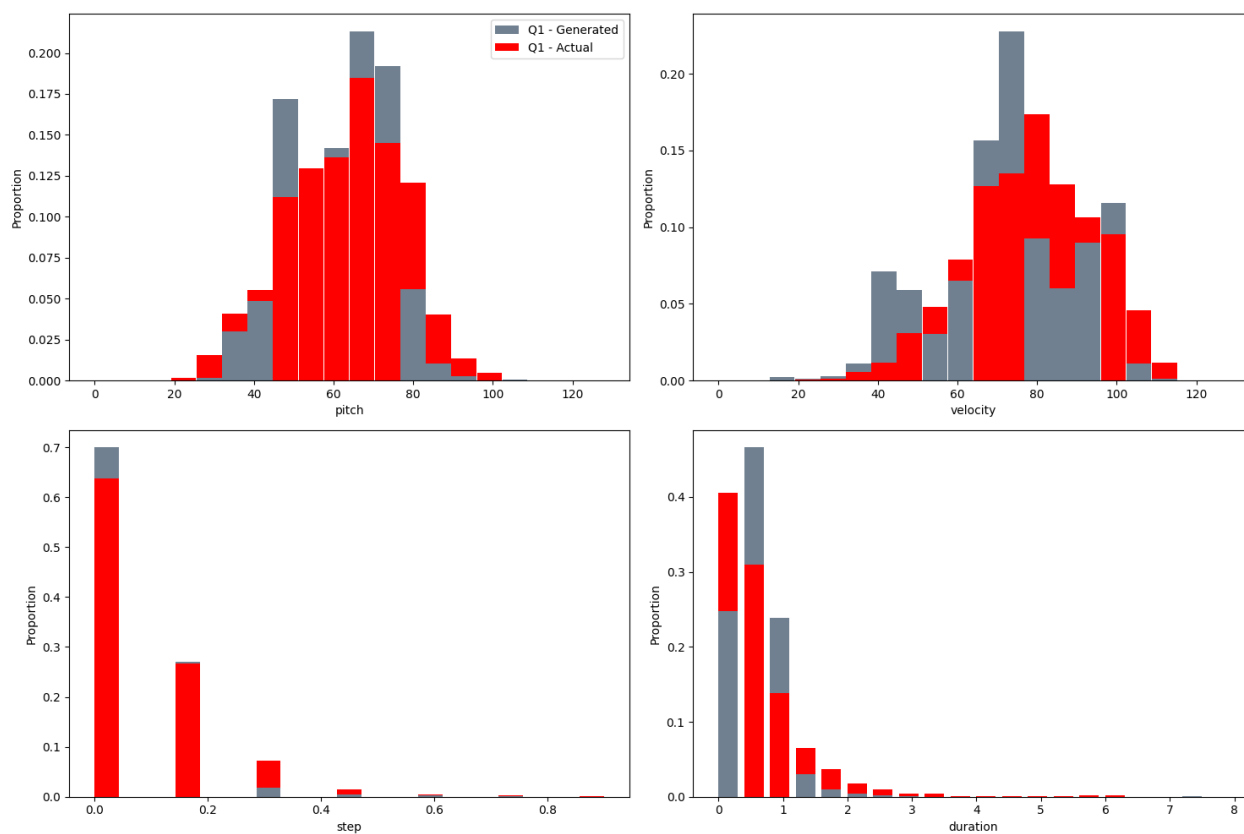 Q1 - Generated
Q1 - Actual
0.200
0.175
0.150
0.125
0.100
0.075
0.050
0.025
0.000
Proportion
0 20 40 60 80 100 120
pitch
0.20
0.15
0.10
0.05
0.00
Proportion
0 20 40 60 80 100 120
velocity
0.7
0.6
0.5
0.4
0.3
0.2
0.1
0.0
Proportion
0.0 0.2 0.4 0.6 0.8
step
0.4
0.3
0.2
0.1
0.0
Proportion
0 1 2 3 4 5 6 7 8
duration